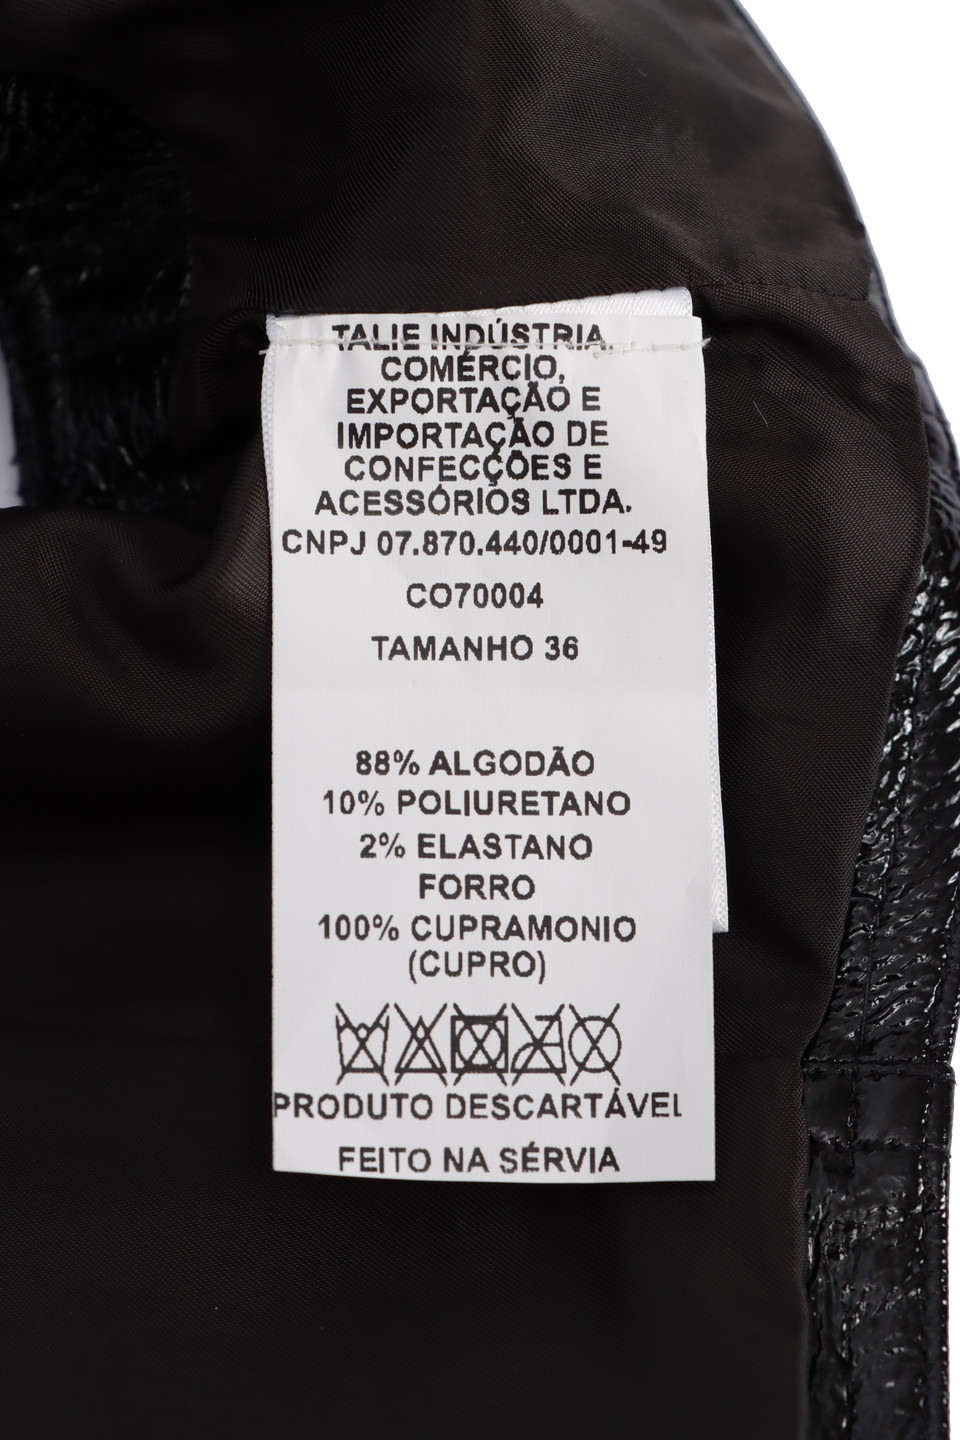 TALIE INDÚSTRIA,
COMÉRCIO,
EXPORTAÇÃO E
IMPORTAÇÃO DE
CONFECÇÕES E
ACESSÓRIOS LTDA.
CNPJ 07.870.440/0001-49
CO70004
TAMANHO 36
88% ALGODÃO
10% POLIURETANO
2% ELASTANO
FORRO
100% CUPRAMONIO
(CUPRO)
PRODUTO DESCARTÁVEL
FEITO NA SÉRVIA